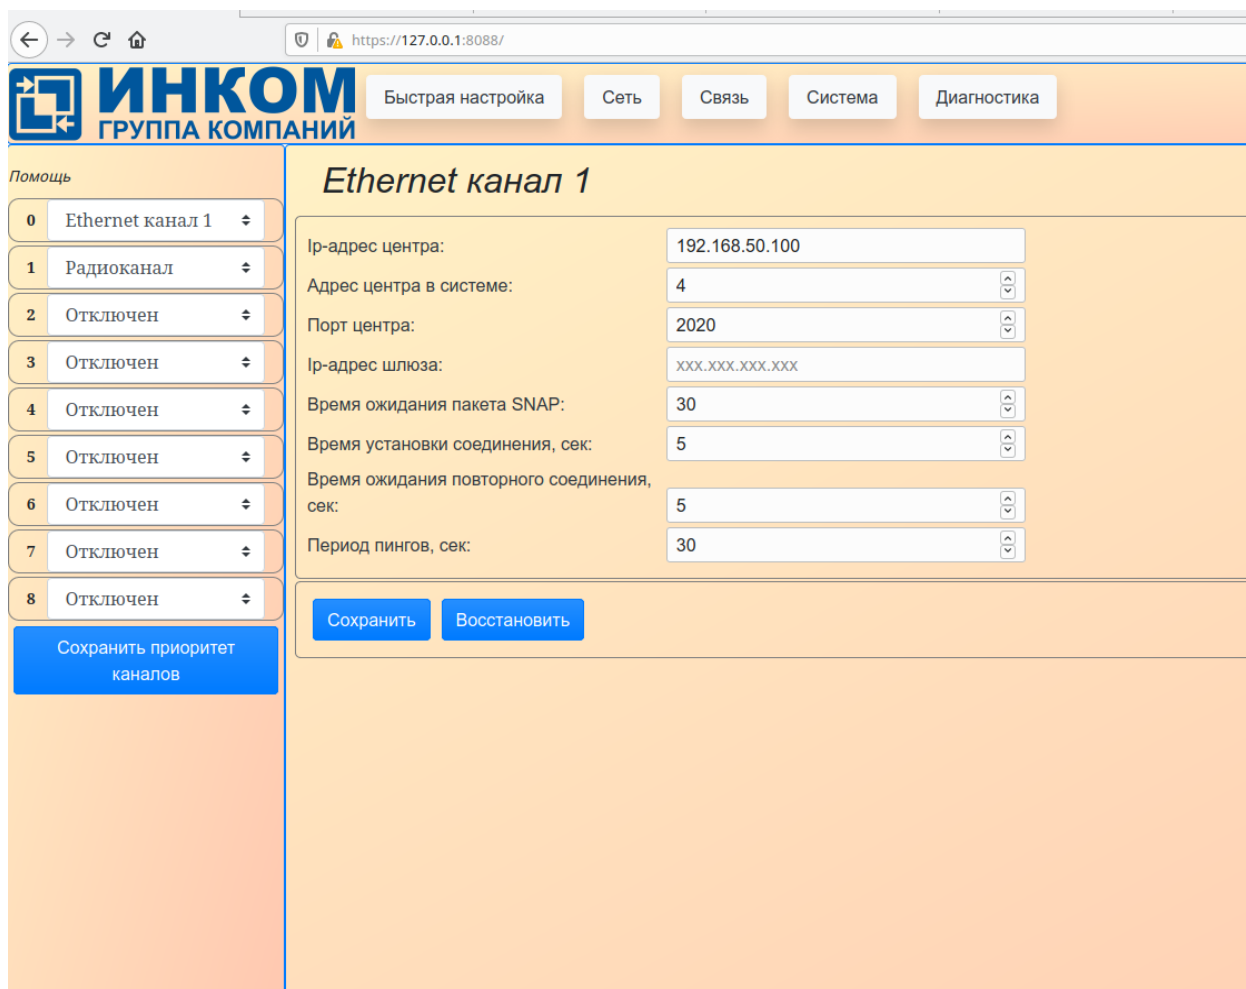 https://127.0.0.1:8088/
ИНКОМ
ГРУППА КОМПАНИЙ
Быстрая настройка
Сеть
Связь
Система
Диагностика
Помощь
0 Ethernet канал 1
1 Радиоканал
2 Отключен
3 Отключен
4 Отключен
5 Отключен
6 Отключен
7 Отключен
8 Отключен
Сохранить приоритет
каналов
Ethernet канал 1
Ip-адрес центра: 192.168.50.100
Адрес центра в системе: 4
Порт центра: 2020
Ip-адрес шлюза: xxx.xxx.xxx.xxx
Время ожидания пакета SNAP: 30
Время установки соединения, сек: 5
Время ожидания повторного соединения,
сек: 5
Период пингов, сек: 30
Сохранить
Восстановить